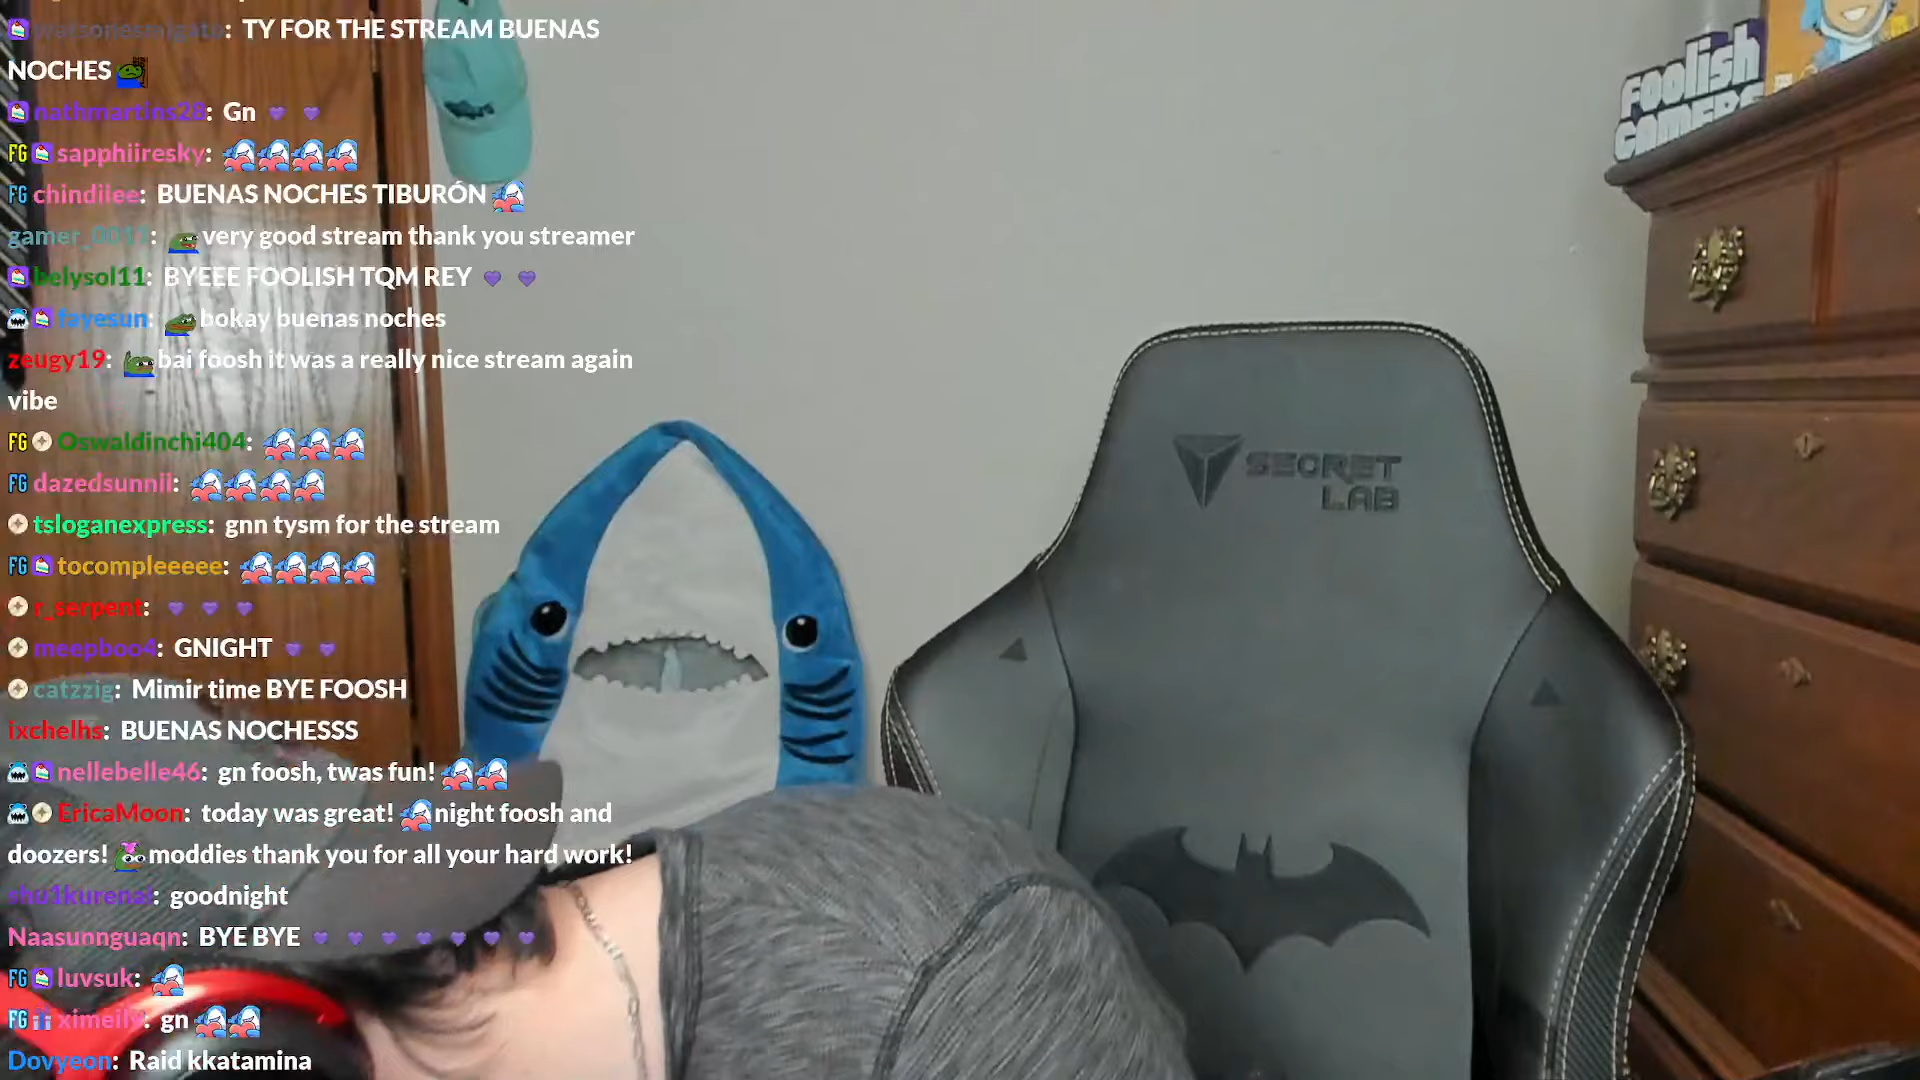 watsonesmigato: TY FOR THE STREAM BUENAS
NOCHES
nathmartins28: Gn
FG sapphiiresky:
FG chindiiee: BUENAS NOCHES TIBURÓN
gamer_0011: very good stream thank you streamer
belysol11: BYEEE FOOLISH TQM REY
fayesun: bokay buenas noches
zeugy19: bai foosh it was a really nice stream again
vibe
FG Oswaldinchi404:
FG dazedsunnii:
tsloganexpress: gnn tysm for the stream
FG tocompleeeee:
r_serpent:
meepboo4: GNIGHT
catzzig: Mimir time BYE FOOSH
ixchelhs: BUENAS NOCHESSS
nellebelle46: gn foosh, twas fun!
EricaMoon: today was great! night foosh and
doozers! moddies thank you for all your hard work!
shu1kurenai: goodnight
Naasunnguaqn: BYE BYE
FG luvsuk:
FG gn
Dovyeon: Raid kkatamina
SECRET
LAB
Foolish
GAMERS